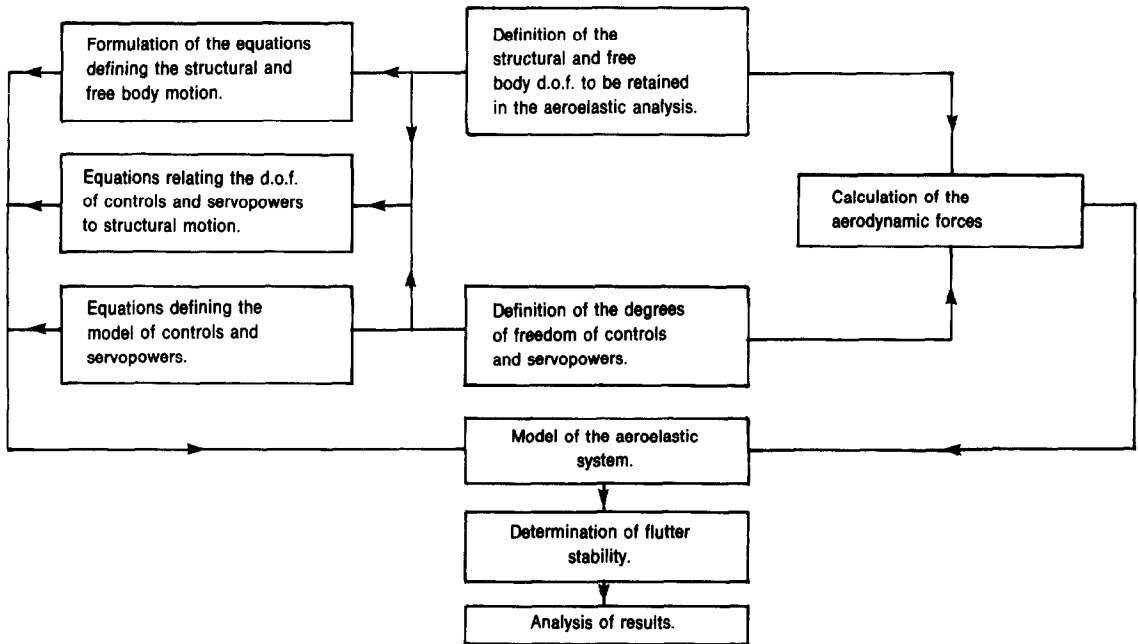 Formulation of the equations
defining the structural and
free body motion.
Definition of the
structural and free
body d.o.f. to be retained
in the aeroelastic analysis.
Equations relating the d.o.f.
of controls and servopowers
to structural motion.
Calculation of the
aerodynamic forces
Equations defining the
model of controls and
servopowers.
Definition of the degrees
of freedom of controls
and servopowers.
Model of the aeroelastic
system.
Determination of flutter
stability.
Analysis of results.